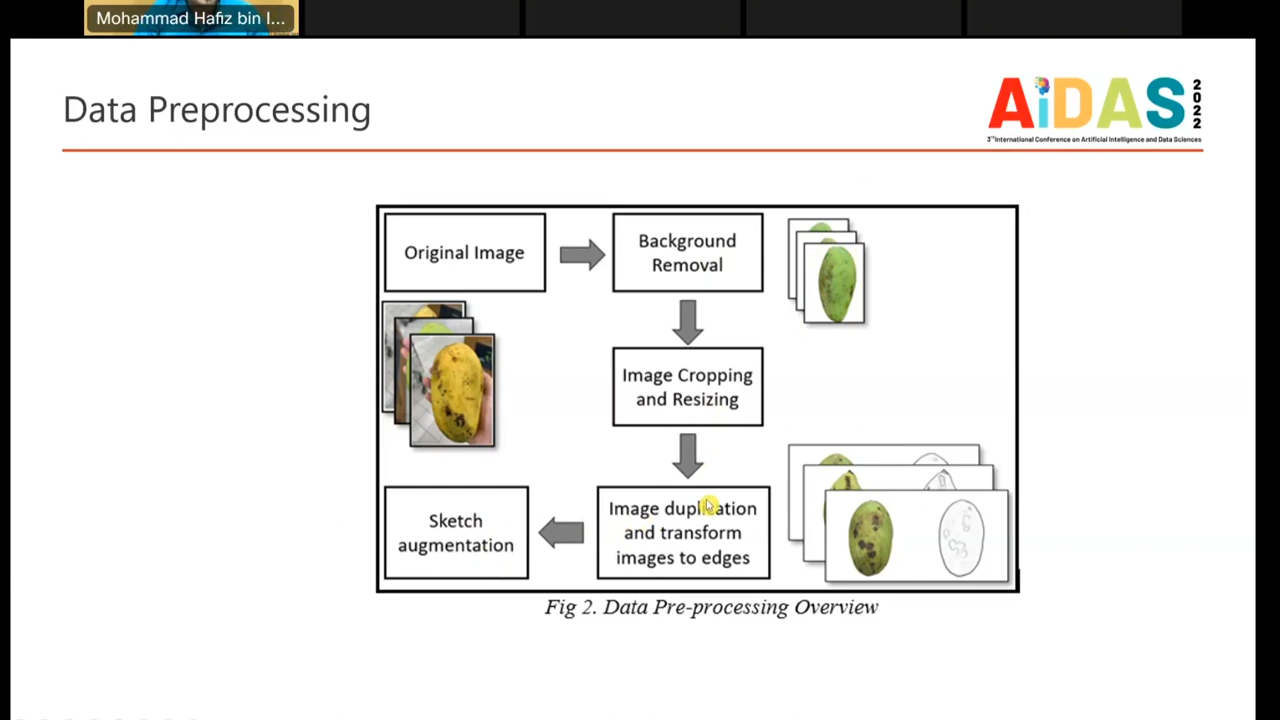 Mohammad Hafiz bin I...
Data Preprocessing
AiDAS
2022
3rd International Conference on Artificial Intelligence and Data Sciences
Original Image
Background
Removal
Image Cropping
and Resizing
Image duplication
and transform
images to edges
Sketch
augmentation
Fig 2. Data Pre-processing Overview